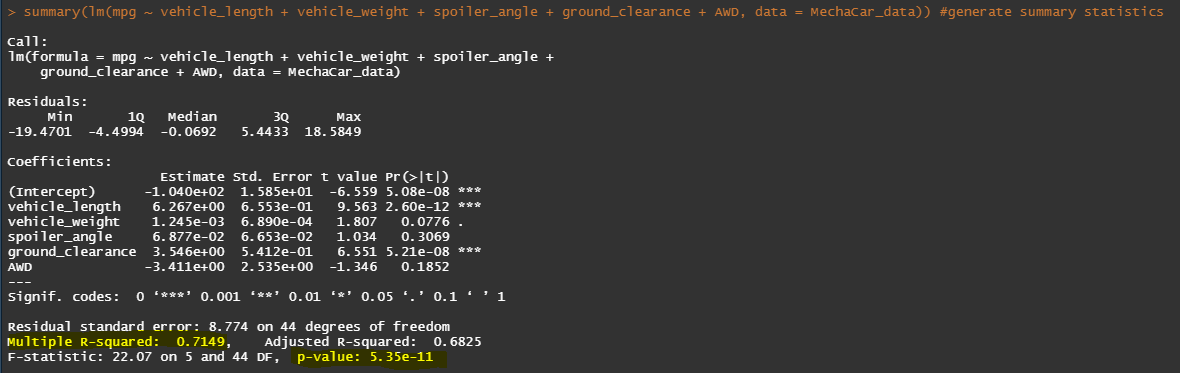 > summary(lm(mpg ~ vehicle_length + vehicle_weight + spoiler_angle + ground_clearance + AWD, data = MechaCar_data)) #generate summary statistics
Call:
lm(formula = mpg ~ vehicle_length + vehicle_weight + spoiler_angle +
    ground_clearance + AWD, data = MechaCar_data)
Residuals:
     Min       1Q   Median       3Q      Max
-19.4701  -4.4994  -0.0692   5.4433  18.5849
Coefficients:
                   Estimate Std. Error t value Pr(>|t|)
(Intercept)      -1.040e+02  1.585e+01  -6.559 5.08e-08 ***
vehicle_length    6.267e+00  6.553e-01   9.563 2.60e-12 ***
vehicle_weight    1.245e-03  6.890e-04   1.807   0.0776 .
spoiler_angle     6.877e-02  6.653e-02   1.034   0.3069
ground_clearance  3.546e+00  5.412e-01   6.551 5.21e-08 ***
AWD              -3.411e+00  2.535e+00  -1.346   0.1852
---
Signif. codes:  0 ‘***’ 0.001 ‘**’ 0.01 ‘*’ 0.05 ‘.’ 0.1 ‘ ’ 1
Residual standard error: 8.774 on 44 degrees of freedom
Multiple R-squared:  0.7149,    Adjusted R-squared:  0.6825
F-statistic: 22.07 on 5 and 44 DF,  p-value: 5.35e-11